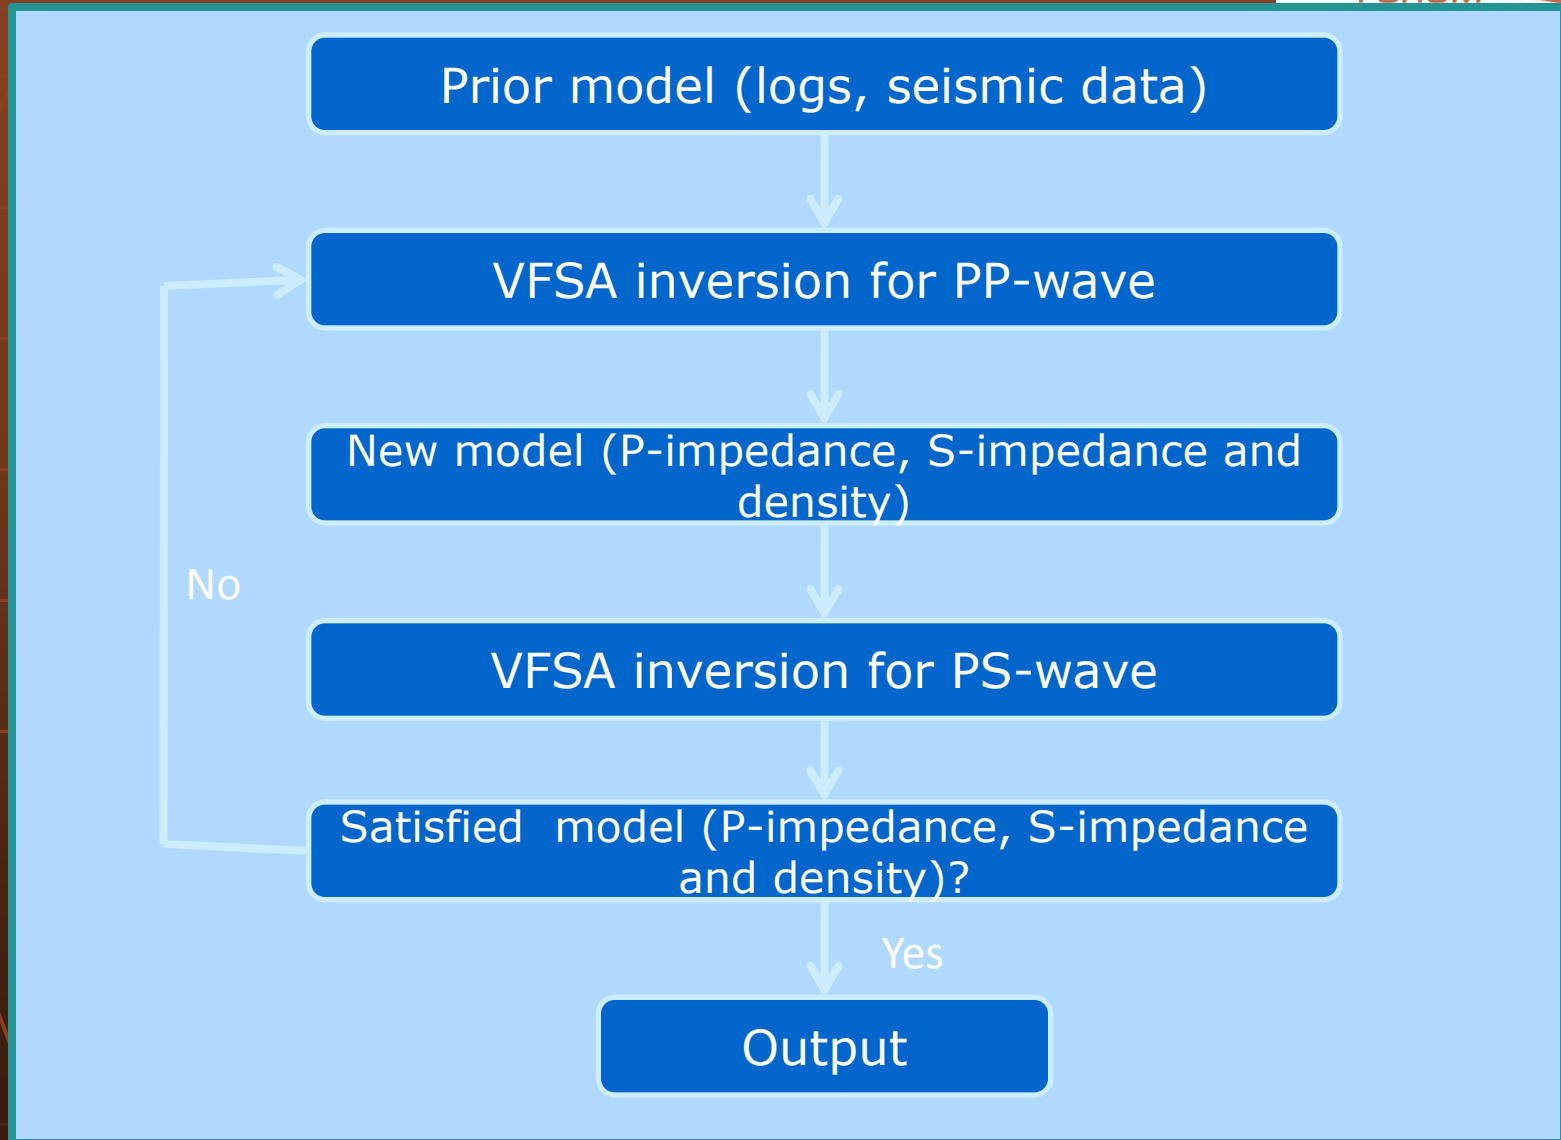 Prior model (logs, seismic data)
VFSA inversion for PP-wave
New model (P-impedance, S-impedance and
density)
No
VFSA inversion for PS-wave
Satisfied  model (P-impedance, S-impedance
and density)?
Yes
Output